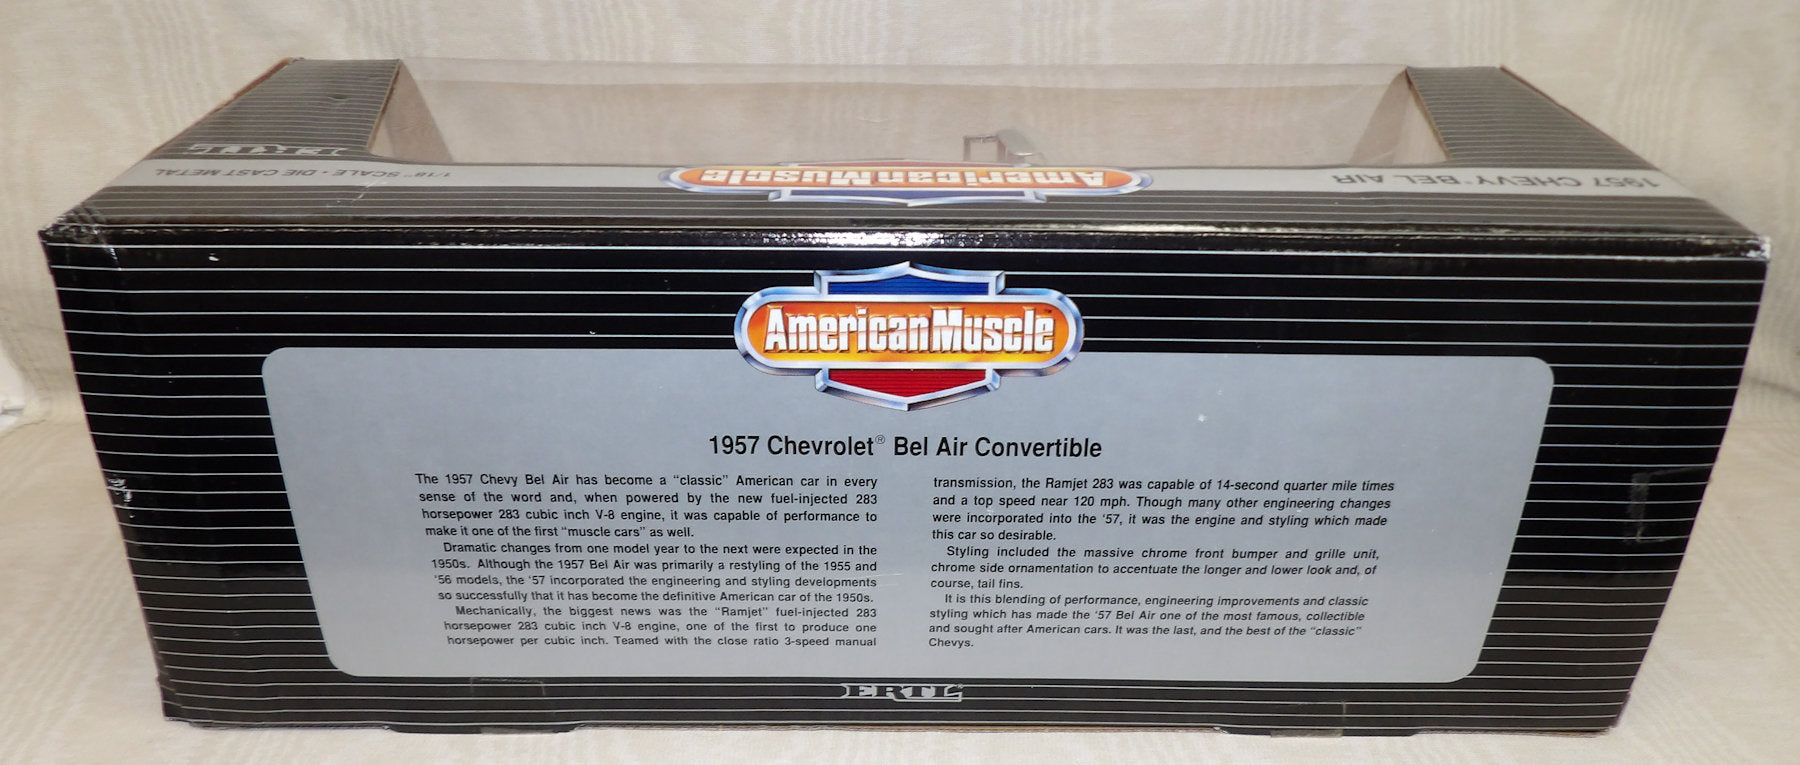 ERTL
1/18" SCALE · DIE CAST METAL
American Muscle
1957 CHEVY BEL AIR
American Muscle™
1957 Chevrolet® Bel Air Convertible
The 1957 Chevy Bel Air has become a "classic" American car in every
sense of the word and, when powered by the new fuel-injected 283
horsepower 283 cubic inch V-8 engine, it was capable of performance to
make it one of the first "muscle cars" as well.
Dramatic changes from one model year to the next were expected in the
1950s. Although the 1957 Bel Air was primarily a restyling of the 1955 and
'56 models, the '57 incorporated the engineering and styling developments
so successfully that it has become the definitive American car of the 1950s.
Mechanically, the biggest news was the "Ramjet" fuel-injected 283
horsepower 283 cubic inch V-8 engine, one of the first to produce one
horsepower per cubic inch. Teamed with the close ratio 3-speed manual
transmission, the Ramjet 283 was capable of 14-second quarter mile times
and a top speed near 120 mph. Though many other engineering changes
were incorporated into the '57, it was the engine and styling which made
this car so desirable.
Styling included the massive chrome front bumper and grille unit,
chrome side ornamentation to accentuate the longer and lower look and, of
course, tail fins.
It is this blending of performance, engineering improvements and classic
styling which has made the '57 Bel Air one of the most famous, collectible
and sought after American cars. It was the last, and the best of the "classic"
Chevys.
ERTL